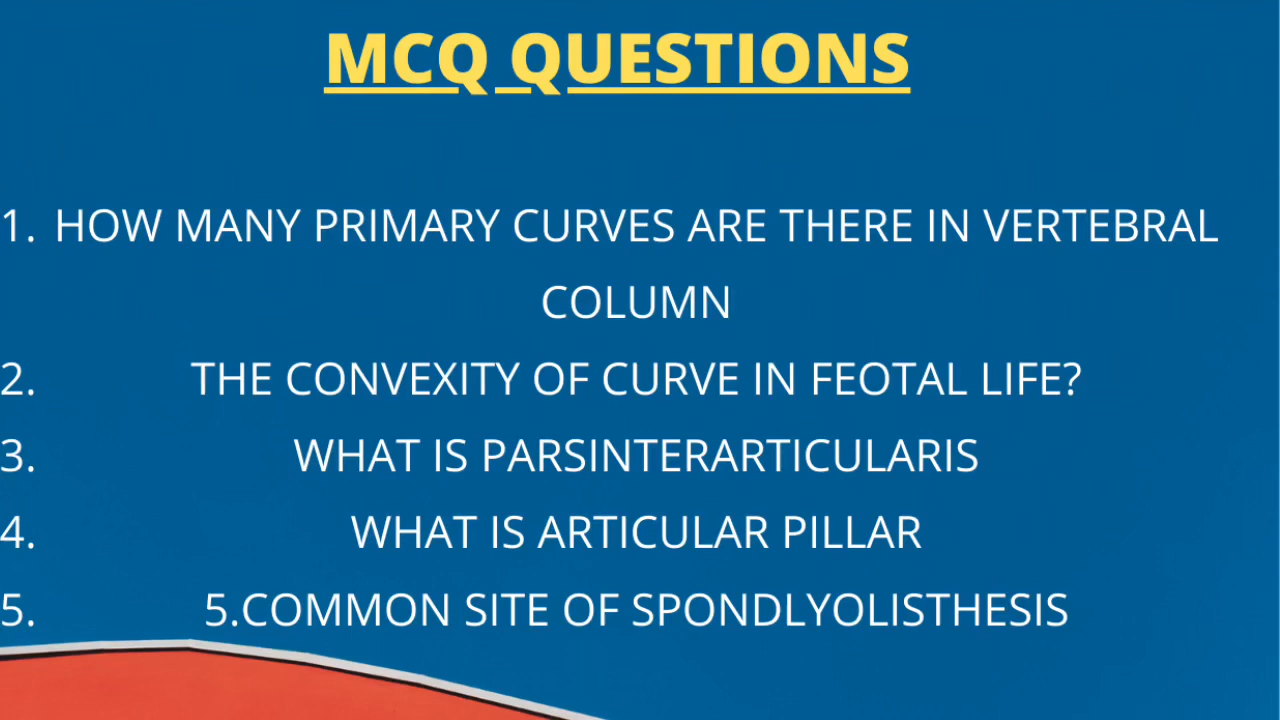 MCQ QUESTIONS
1. HOW MANY PRIMARY CURVES ARE THERE IN VERTEBRAL
COLUMN
2. THE CONVEXITY OF CURVE IN FEOTAL LIFE?
3. WHAT IS PARSINTERARTICULARIS
4. WHAT IS ARTICULAR PILLAR
5. 5.COMMON SITE OF SPONDLYOLISTHESIS